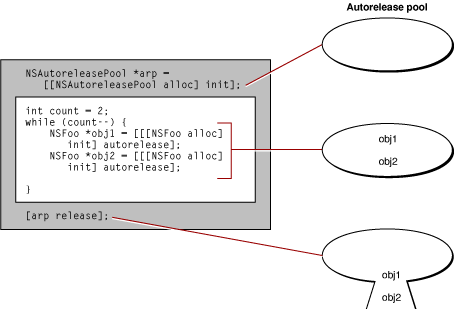 Autorelease pool
NSAutoreleasePool *arp =
[[NSAutoreleasePool alloc] init];
int count = 2;
while (count--) {
NSFoo *obj1 = [[[NSFoo alloc]
init] autorelease];
NSFoo *obj2 = [[[NSFoo alloc]
init] autorelease];
}
obj1
obj2
[arp release];
obj1
obj2